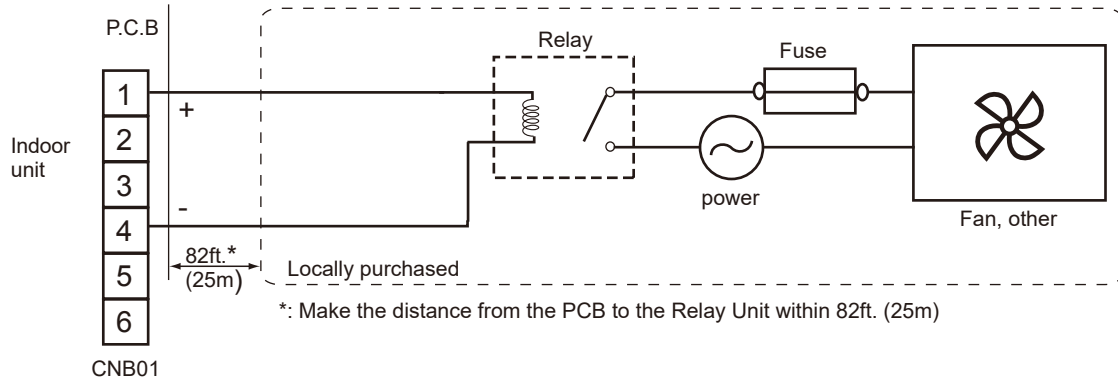 P.C.B
Relay
Fuse
1
+
2
Indoor
unit
3
power
-
4
Fan, other
82ft.*
(25m)
Locally purchased
5
*: Make the distance from the PCB to the Relay Unit within 82ft. (25m)
6
CNB01